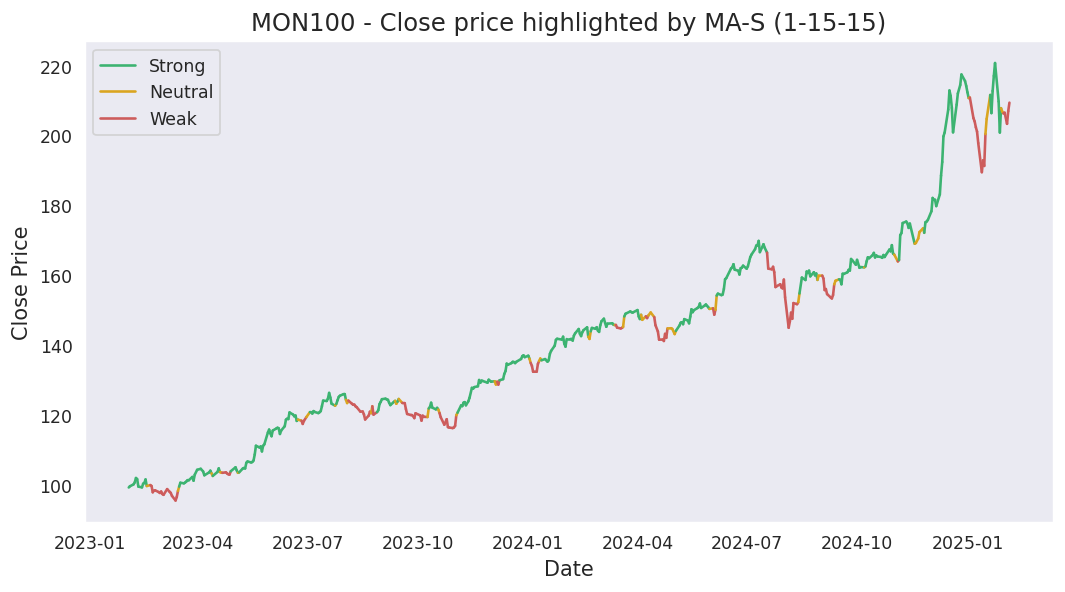 MON100 - Close price highlighted by MA-S (1-15-15)
Strong
Neutral
Weak
Close Price
220
200
180
160
140
120
100
2023-01 2023-04 2023-07 2023-10 2024-01 2024-04 2024-07 2024-10 2025-01
Date